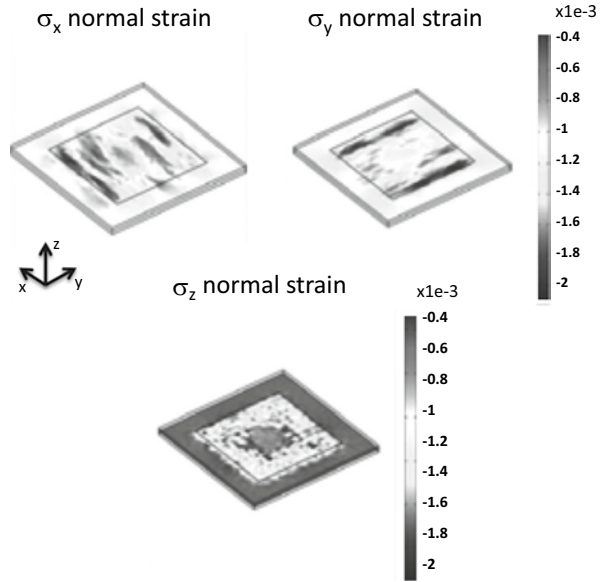 σx normal strain
σy normal strain
x1e-3
-0.4
-0.6
-0.8
-1
-1.2
-1.4
-1.6
-1.8
-2
z
x
y
σz normal strain
x1e-3
-0.4
-0.6
-0.8
-1
-1.2
-1.4
-1.6
-1.8
-2